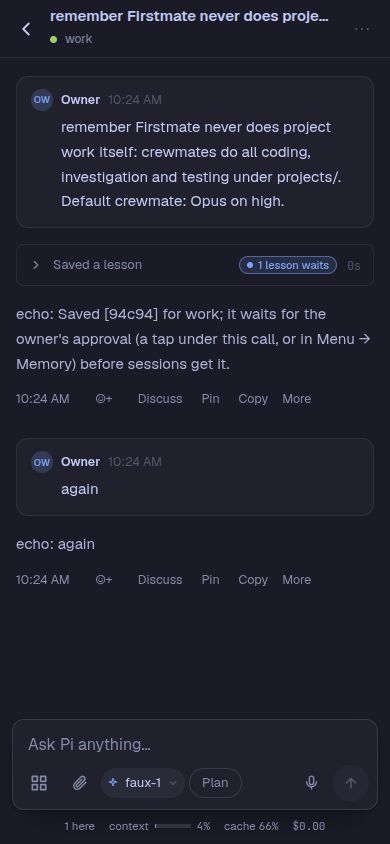 remember Firstmate never does proje...
work
OW Owner 10:24 AM
remember Firstmate never does project
work itself: crewmates do all coding,
investigation and testing under projects/.
Default crewmate: Opus on high.
Saved a lesson 1 lesson waits 0s
echo: Saved [94c94] for work; it waits for the
owner's approval (a tap under this call, or in Menu →
Memory) before sessions get it.
10:24 AM Discuss Pin Copy More
OW Owner 10:24 AM
again
echo: again
10:24 AM Discuss Pin Copy More
Ask Pi anything...
faux-1 Plan
1 here context 4% cache 66% $0.00